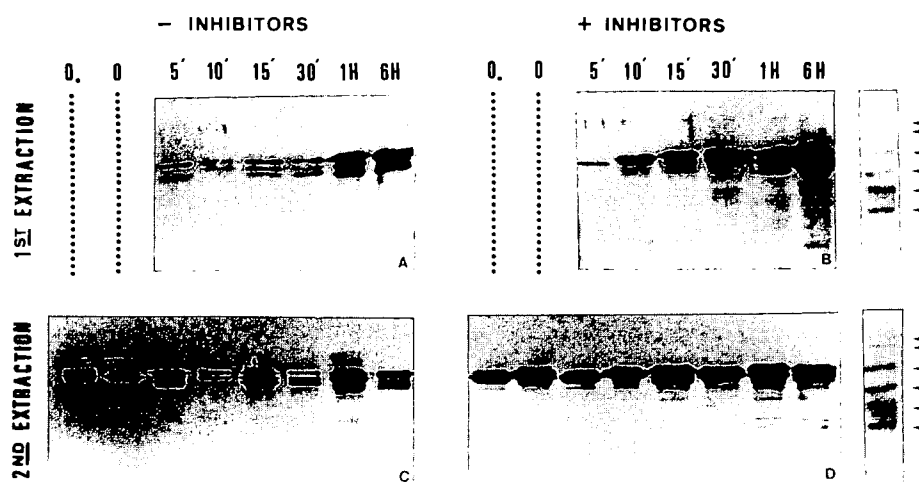 – INHIBITORS
+ INHIBITORS
0. 0 5′ 10′ 15′ 30′ 1H 6H
0. 0 5′ 10′ 15′ 30′ 1H 6H
1ST EXTRACTION
A
B
2ND EXTRACTION
C
D